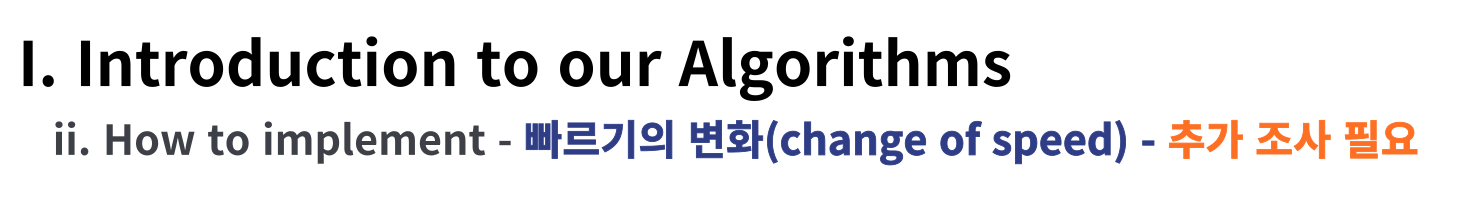 I. Introduction to our Algorithms
ii. How to implement - 빠르기의 변화(change of speed) - 추가 조사 필요